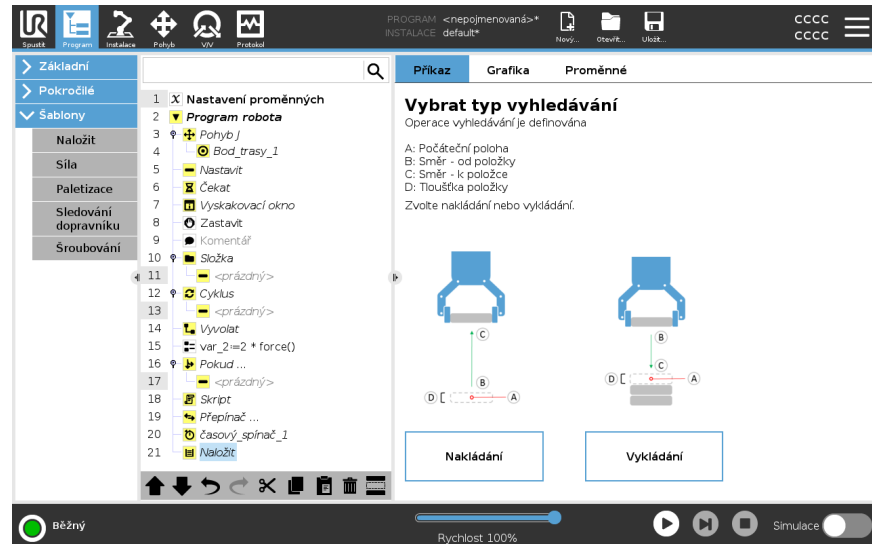 PROGRAM <nepojmenovaná>*
INSTALACE default*
CCCC
CCCC
Spustit
Program
Instalace
Pohyb
V/V
Protokol
Nový...
Otevřít...
Uložit...
Základní
Pokročilé
Šablony
Naložit
Síla
Paletizace
Sledování
dopravníku
Šroubování
1 X Nastavení proměnných
2 Program robota
3 Pohyb J
4 Bod_trasy_1
5 Nastavit
6 Čekat
7 Vyskakovací okno
8 Zastavit
9 Komentář
10 Složka
11 <prázdný>
12 Cyklus
13 <prázdný>
14 Vyvolat
15 var_2:=2 * force()
16 Pokud ...
17 <prázdný>
18 Skript
19 Přepínač ...
20 časový_spínač_1
21 Naložit
Příkaz
Grafika
Proměnné
Vybrat typ vyhledávání
Operace vyhledávání je definována
A: Počáteční poloha
B: Směr - od položky
C: Směr - k položce
D: Tloušťka položky
Zvolte nakládání nebo vykládání.
C
B
D
A
B
C
D
A
Nakládání
Vykládání
Běžný
Rychlost 100%
Simulace